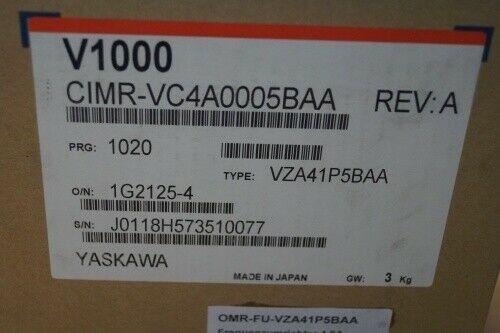 V1000
CIMR-VC4A0005BAA REV: A
PRG: 1020
TYPE: VZA41P5BAA
O/N: 1G2125-4
S/N: J0118H573510077
YASKAWA MADE IN JAPAN GW: 3 Kg
OMR-FU-VZA41P5BAA